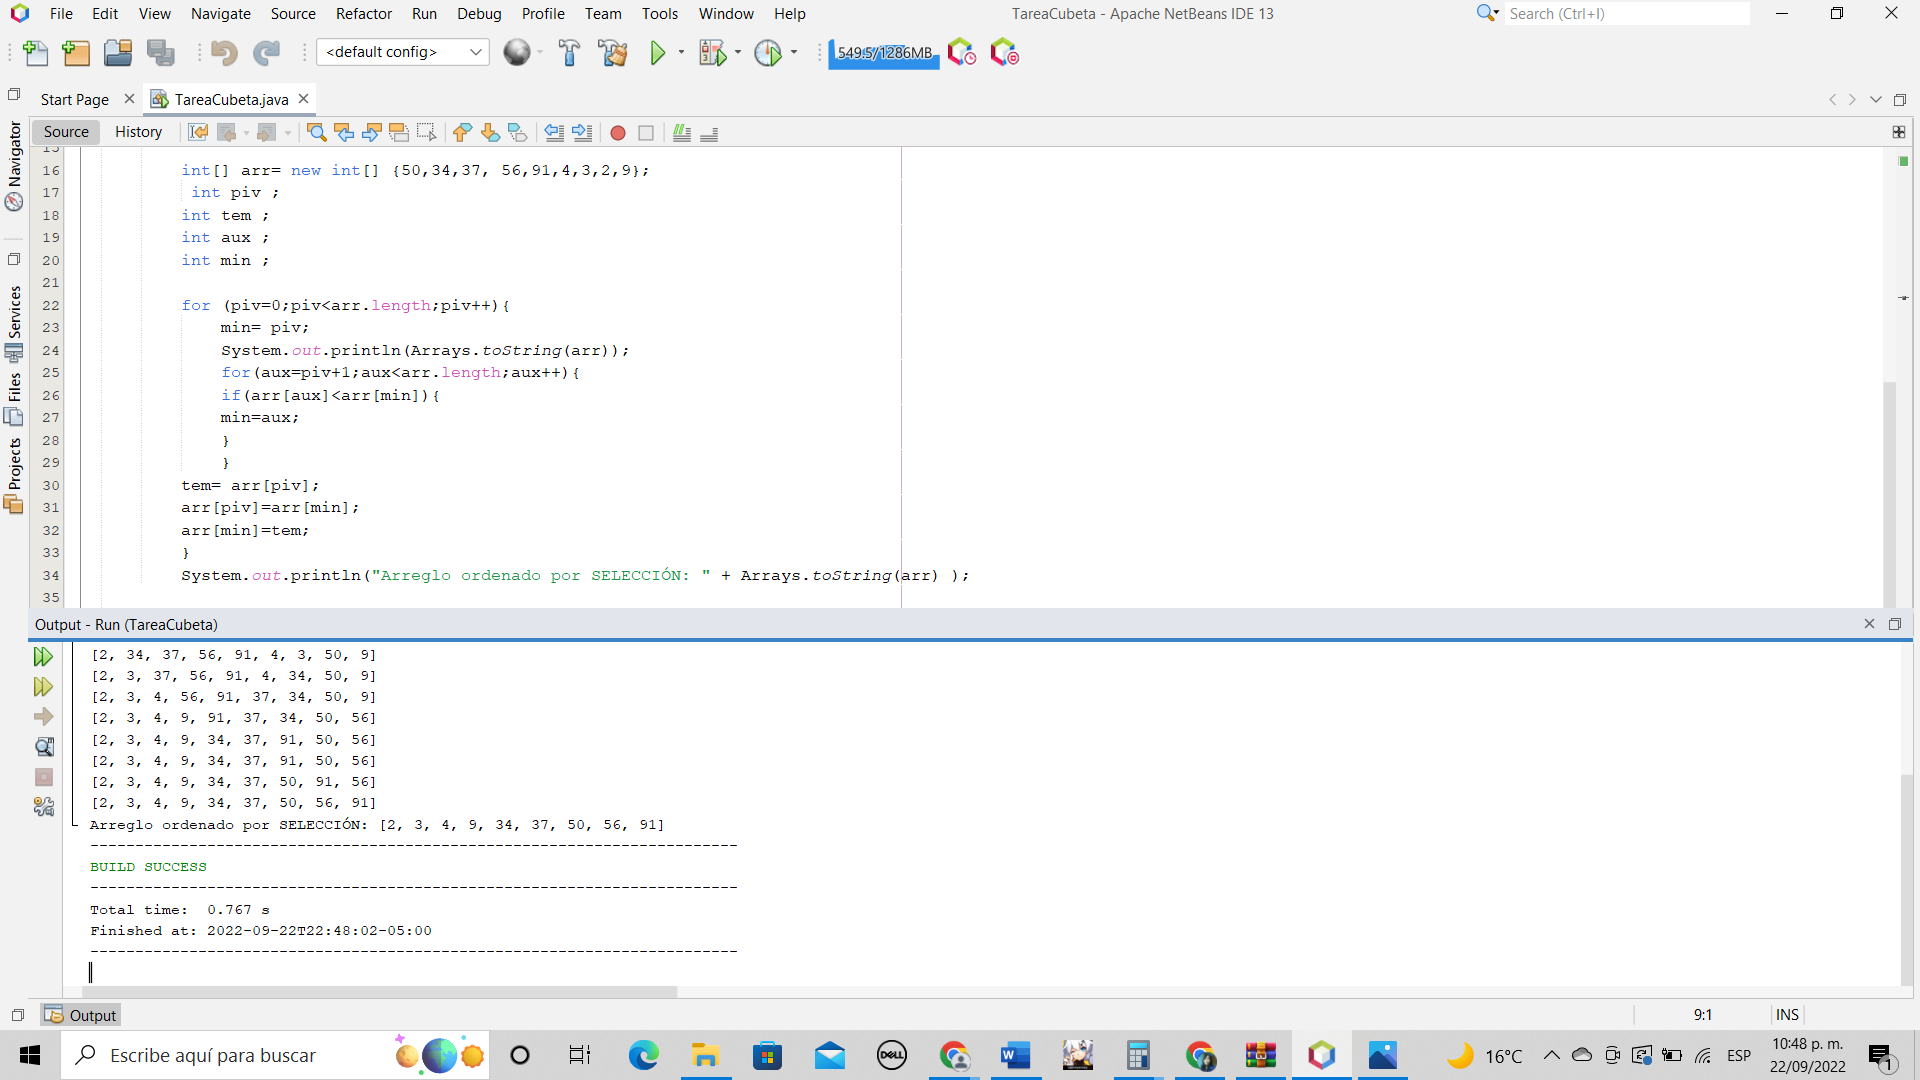 File Edit View Navigate Source Refactor Run Debug Profile Team Tools Window Help TareaCubeta - Apache NetBeans IDE 13 Search (Ctrl+I)
<default config> 549.5/1286MB
Start Page TareaCubeta.java
Source History
Navigator
Services
Files
Projects
15
16 int[] arr= new int[] {50,34,37, 56,91,4,3,2,9};
17 int piv ;
18 int tem ;
19 int aux ;
20 int min ;
21
22 for (piv=0;piv<arr.length;piv++){
23 min= piv;
24 System.out.println(Arrays.toString(arr));
25 for(aux=piv+1;aux<arr.length;aux++){
26 if(arr[aux]<arr[min]){
27 min=aux;
28 }
29 }
30 tem= arr[piv];
31 arr[piv]=arr[min];
32 arr[min]=tem;
33 }
34 System.out.println("Arreglo ordenado por SELECCIÓN: " + Arrays.toString(arr) );
35
Output - Run (TareaCubeta)
[2, 34, 37, 56, 91, 4, 3, 50, 9]
[2, 3, 37, 56, 91, 4, 34, 50, 9]
[2, 3, 4, 56, 91, 37, 34, 50, 9]
[2, 3, 4, 9, 91, 37, 34, 50, 56]
[2, 3, 4, 9, 34, 37, 91, 50, 56]
[2, 3, 4, 9, 34, 37, 91, 50, 56]
[2, 3, 4, 9, 34, 37, 50, 91, 56]
[2, 3, 4, 9, 34, 37, 50, 56, 91]
Arreglo ordenado por SELECCIÓN: [2, 3, 4, 9, 34, 37, 50, 56, 91]
------------------------------------------------------------------------
BUILD SUCCESS
------------------------------------------------------------------------
Total time:  0.767 s
Finished at: 2022-09-22T22:48:02-05:00
------------------------------------------------------------------------
Output 9:1 INS
Escribe aquí para buscar DELL W 16°C ESP 10:48 p. m.
22/09/2022 1